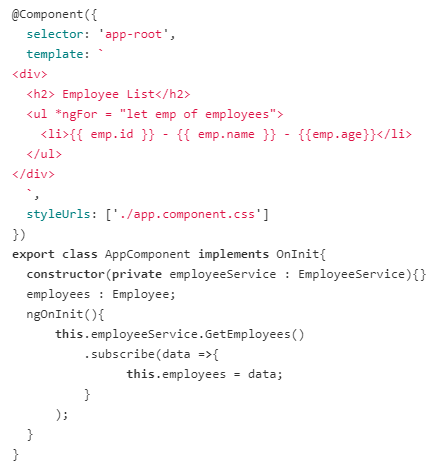 @Component({
  selector: 'app-root',
  template: `
<div>
  <h2> Employee List</h2>
  <ul *ngFor = "let emp of employees">
    <li>{{ emp.id }} - {{ emp.name }} - {{emp.age}}</li>
  </ul>
</div>
  `,
  styleUrls: ['./app.component.css']
})
export class AppComponent implements OnInit{
  constructor(private employeeService : EmployeeService){}
  employees : Employee;
  ngOnInit(){
      this.employeeService.GetEmployees()
          .subscribe(data =>{
                this.employees = data;
          }
      );
  }
}